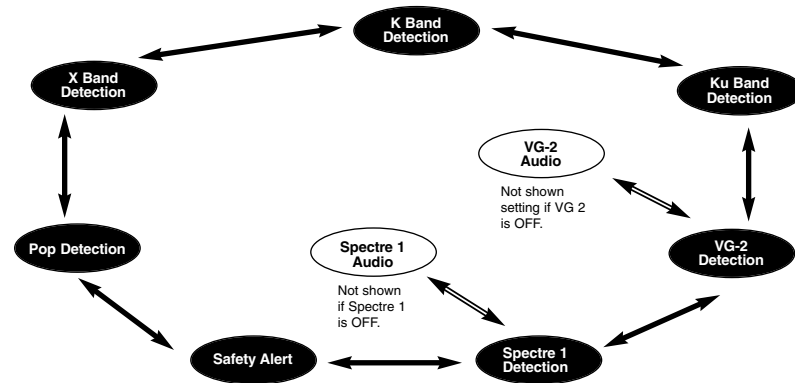 K Band
Detection
X Band
Detection
Ku Band
Detection
VG-2
Audio
Not shown
setting if VG 2
is OFF.
Pop Detection
Spectre 1
Audio
Not shown
if Spectre 1
is OFF.
VG-2
Detection
Safety Alert
Spectre 1
Detection